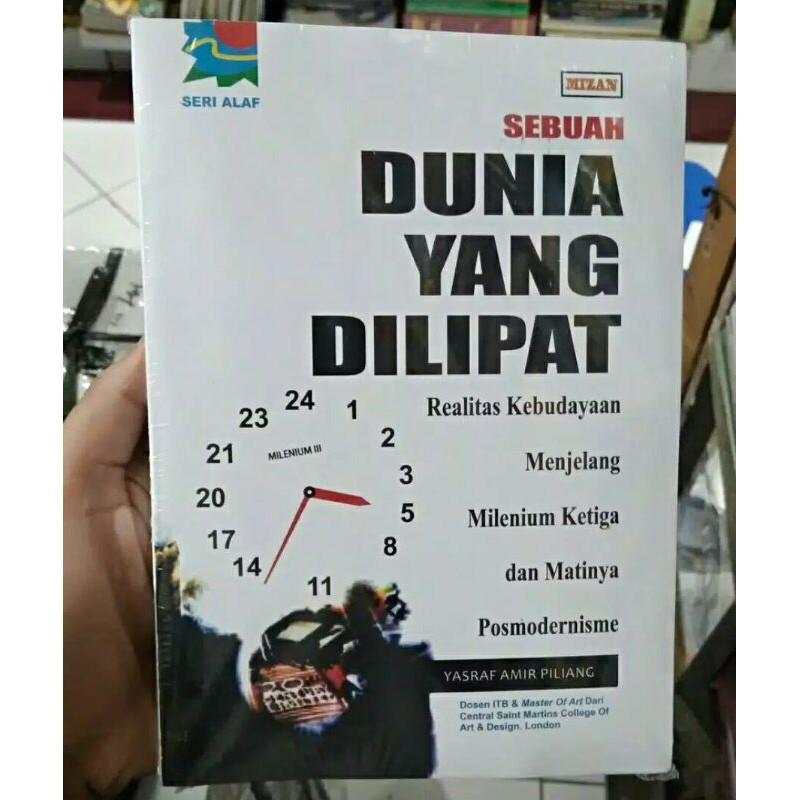 SERI ALAF
MIZAN
SEBUAH
DUNIA
YANG
DILIPAT
Realitas Kebudayaan
Menjelang
Milenium Ketiga
dan Matinya
Posmodernisme
24
1
23
2
21
MILENIUM III
3
20
5
17
8
14
11
YASRAF AMIR PILIANG
Dosen ITB & Master Of Art Dari
Central Saint Martins College Of
Art & Design. London